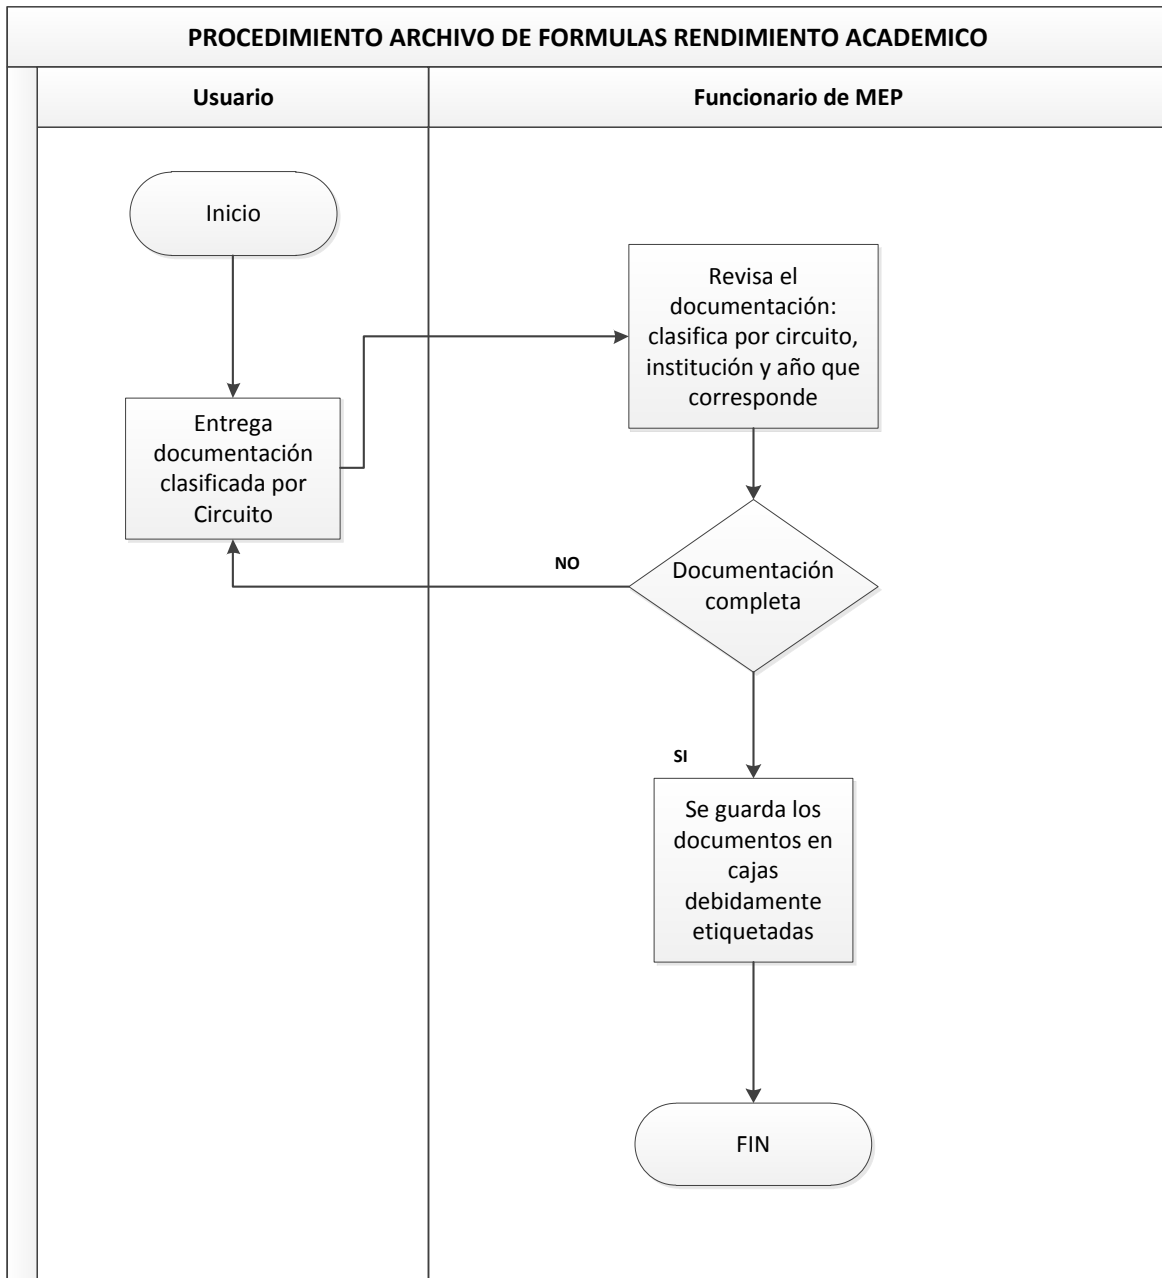 PROCEDIMIENTO ARCHIVO DE FORMULAS RENDIMIENTO ACADEMICO
Usuario
Funcionario de MEP
Inicio
Revisa el
documentación:
clasifica por circuito,
institución y año que
corresponde
Entrega
documentación
clasificada por
Circuito
NO
Documentación
completa
SI
Se guarda los
documentos en
cajas
debidamente
etiquetadas
FIN